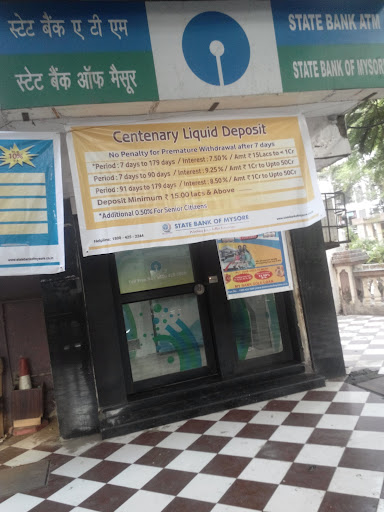 स्टेट बैंक ए टी एम
STATE BANK ATM
स्टेट बैंक ऑफ मैसूर
STATE BANK OF MYSORE
Centenary Liquid Deposit
No Penalty for Premature Withdrawal after 7 days
*Period : 7 days to 179 days / Interest : 7.50 % / Amt ₹ 15Lacs to = 1Cr
Period : 7 days to 90 days / Interest : 9.25 % / Amt ₹ 1Cr to Upto 50Cr
Period : 91 days to 179 days / Interest : 9.50 % / Amt ₹ 1Cr to Upto 50Cr
Deposit Minimum ₹ 15.00 lacs & Above
*Additional 0.50% For Senior Citizens
STATE BANK OF MYSORE